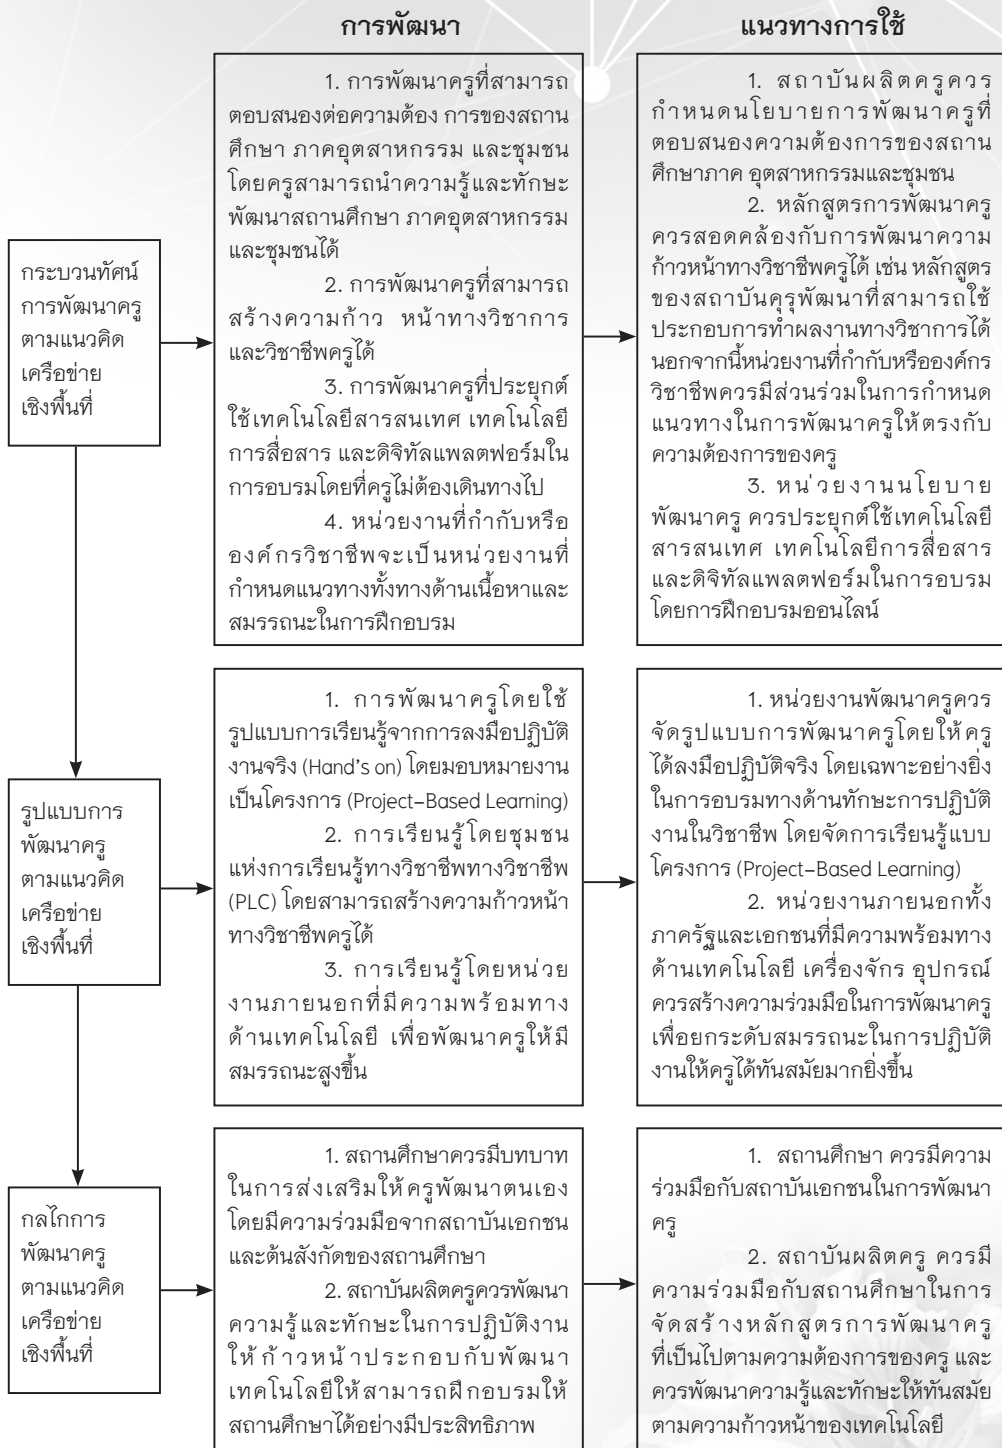 การพัฒนา
แนวทางการใช้
กระบวนทัศน์
การพัฒนาครู
ตามแนวคิด
เครือข่าย
เชิงพื้นที่
1. การพัฒนาครูที่สามารถ
ตอบสนองต่อความต้อง การของสถาน
ศึกษา ภาคอุตสาหกรรม และชุมชน
โดยครูสามารถนำความรู้และทักษะ
พัฒนาสถานศึกษา ภาคอุตสาหกรรม
และชุมชนได้
2. การพัฒนาครูที่สามารถ
สร้างความก้าว หน้าทางวิชาการ
และวิชาชีพครูได้
3. การพัฒนาครูที่ประยุกต์
ใช้เทคโนโลยีสารสนเทศ เทคโนโลยี
การสื่อสาร และดิจิทัลแพลตฟอร์มใน
การอบรมโดยที่ครูไม่ต้องเดินทางไป
4. หน่วยงานที่กำกับหรือ
องค์กรวิชาชีพจะเป็นหน่วยงานที่
กำหนดแนวทางทั้งทางด้านเนื้อหาและ
สมรรถนะในการฝึกอบรม
1. สถาบันผลิตครูควร
กำหนดนโยบายการพัฒนาครูที่
ตอบสนองความต้องการของสถาน
ศึกษาภาค อุตสาหกรรมและชุมชน
2. หลักสูตรการพัฒนาครู
ควรสอดคล้องกับการพัฒนาความ
ก้าวหน้าทางวิชาชีพครูได้ เช่น หลักสูตร
ของสถาบันคุรุพัฒนาที่สามารถใช้
ประกอบการทำผลงานทางวิชาการได้
นอกจากนี้หน่วยงานที่กำกับหรือองค์กร
วิชาชีพควรมีส่วนร่วมในการกำหนด
แนวทางในการพัฒนาครูให้ตรงกับ
ความต้องการของครู
3. หน่วยงานนโยบาย
พัฒนาครู ควรประยุกต์ใช้เทคโนโลยี
สารสนเทศ เทคโนโลยีการสื่อสาร
และดิจิทัลแพลตฟอร์มในการอบรม
โดยการฝึกอบรมออนไลน์
รูปแบบการ
พัฒนาครู
ตามแนวคิด
เครือข่าย
เชิงพื้นที่
1. การพัฒนาครูโดยใช้
รูปแบบการเรียนรู้จากการลงมือปฏิบัติ
งานจริง (Hand's on) โดยมอบหมายงาน
เป็นโครงการ (Project-Based Learning)
2. การเรียนรู้โดยชุมชน
แห่งการเรียนรู้ทางวิชาชีพทางวิชาชีพ
(PLC) โดยสามารถสร้างความก้าวหน้า
ทางวิชาชีพครูได้
3. การเรียนรู้โดยหน่วย
งานภายนอกที่มีความพร้อมทาง
ด้านเทคโนโลยี เพื่อพัฒนาครูให้มี
สมรรถนะสูงขึ้น
1. หน่วยงานพัฒนาครูควร
จัดรูปแบบการพัฒนาครูโดยให้ครู
ได้ลงมือปฏิบัติจริง โดยเฉพาะอย่างยิ่ง
ในการอบรมทางด้านทักษะการปฏิบัติ
งานในวิชาชีพ โดยจัดการเรียนรู้แบบ
โครงการ (Project-Based Learning)
2. หน่วยงานภายนอกทั้ง
ภาครัฐและเอกชนที่มีความพร้อมทาง
ด้านเทคโนโลยี เครื่องจักร อุปกรณ์
ควรสร้างความร่วมมือในการพัฒนาครู
เพื่อยกระดับสมรรถนะในการปฏิบัติ
งานให้ครูได้ทันสมัยมากยิ่งขึ้น
กลไกการ
พัฒนาครู
ตามแนวคิด
เครือข่าย
เชิงพื้นที่
1. สถานศึกษาควรมีบทบาท
ในการส่งเสริมให้ครูพัฒนาตนเอง
โดยมีความร่วมมือจากสถาบันเอกชน
และต้นสังกัดของสถานศึกษา
2. สถาบันผลิตครูควรพัฒนา
ความรู้และทักษะในการปฏิบัติงาน
ให้ก้าวหน้าประกอบกับพัฒนา
เทคโนโลยีให้สามารถฝึกอบรมให้
สถานศึกษาได้อย่างมีประสิทธิภาพ
1. สถานศึกษา ควรมีความ
ร่วมมือกับสถาบันเอกชนในการพัฒนา
ครู
2. สถาบันผลิตครู ควรมี
ความร่วมมือกับสถานศึกษาในการ
จัดสร้างหลักสูตรการพัฒนาครู
ที่เป็นไปตามความต้องการของครู และ
ควรพัฒนาความรู้และทักษะให้ทันสมัย
ตามความก้าวหน้าของเทคโนโลยี